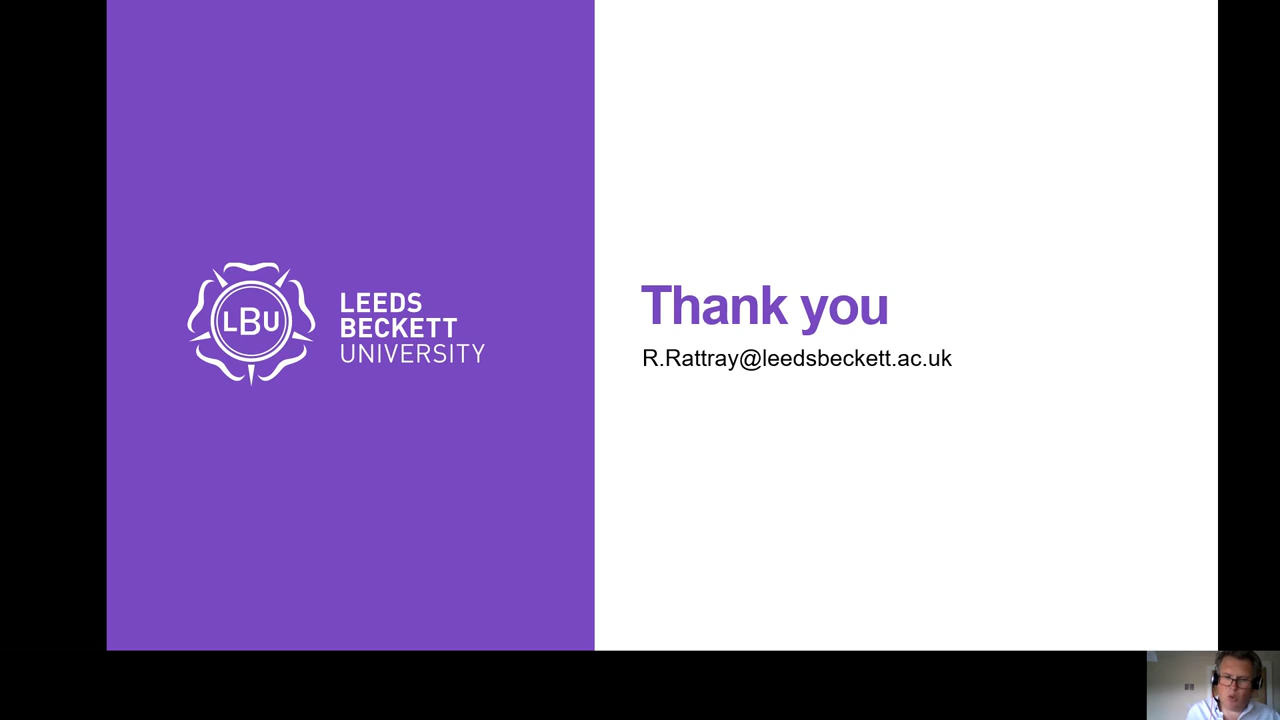 LBU
LEEDS
BECKETT
UNIVERSITY
Thank you
R.Rattray@leedsbeckett.ac.uk